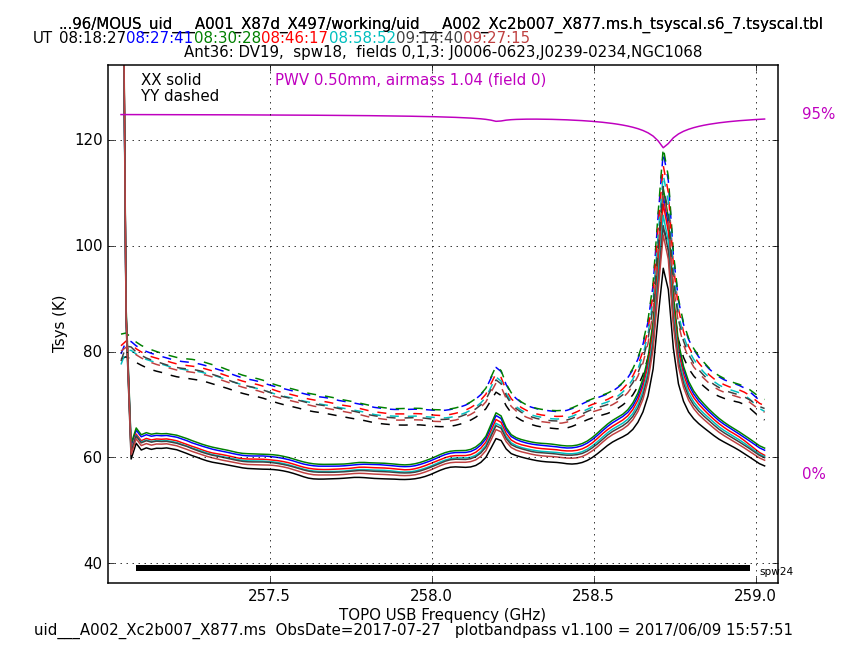 ...96/MOUS_uid___A001_X87d_X497/working/uid___A002_Xc2b007_X877.ms.h_tsyscal.s6_7.tsyscal.tbl
UT 08:18:27 08:27:41 08:30:28 08:46:17 08:58:52 09:14:40 09:27:15
Ant36: DV19, spw18, fields 0,1,3: J0006-0623,J0239-0234,NGC1068
XX solid
PWV 0.50mm, airmass 1.04 (field 0)
YY dashed
95%
120
100
Tsys (K)
80
60
0%
40
spw24
257.5 258.0 258.5 259.0
TOPO USB Frequency (GHz)
uid___A002_Xc2b007_X877.ms ObsDate=2017-07-27 plotbandpass v1.100 = 2017/06/09 15:57:51